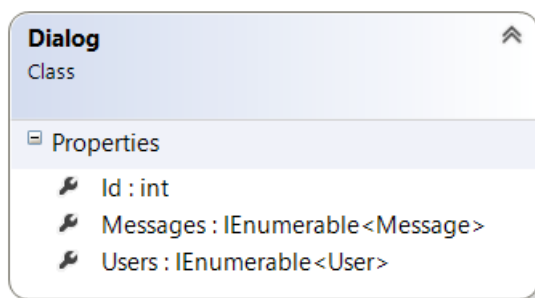 Dialog
Class
Properties
Id : int
Messages : IEnumerable<Message>
Users : IEnumerable<User>